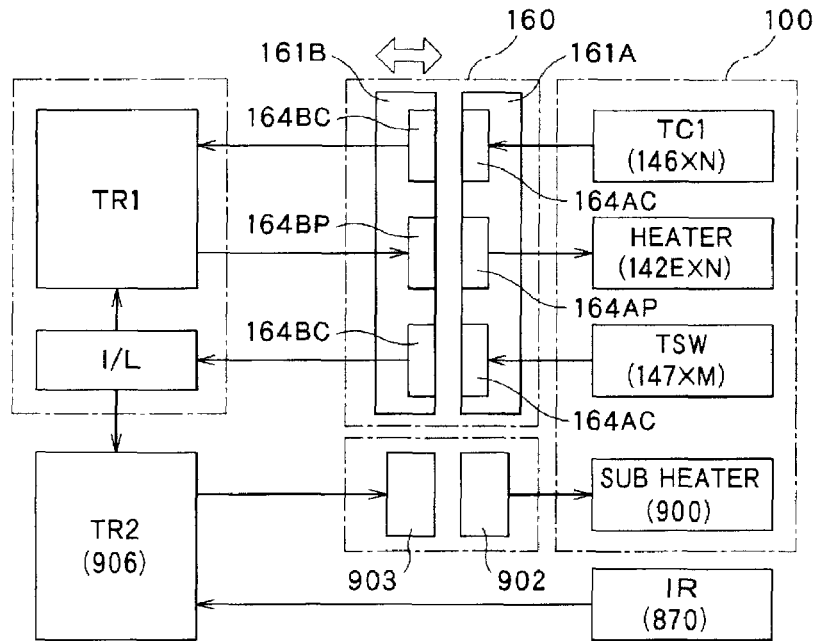 160
100
161B
161A
164BC
TC1
(146XN)
TR1
164AC
164BP
HEATER
(142EXN)
164AP
164BC
I/L
TSW
(147XM)
164AC
SUB HEATER
(900)
TR2
(906)
903
902
IR
(870)